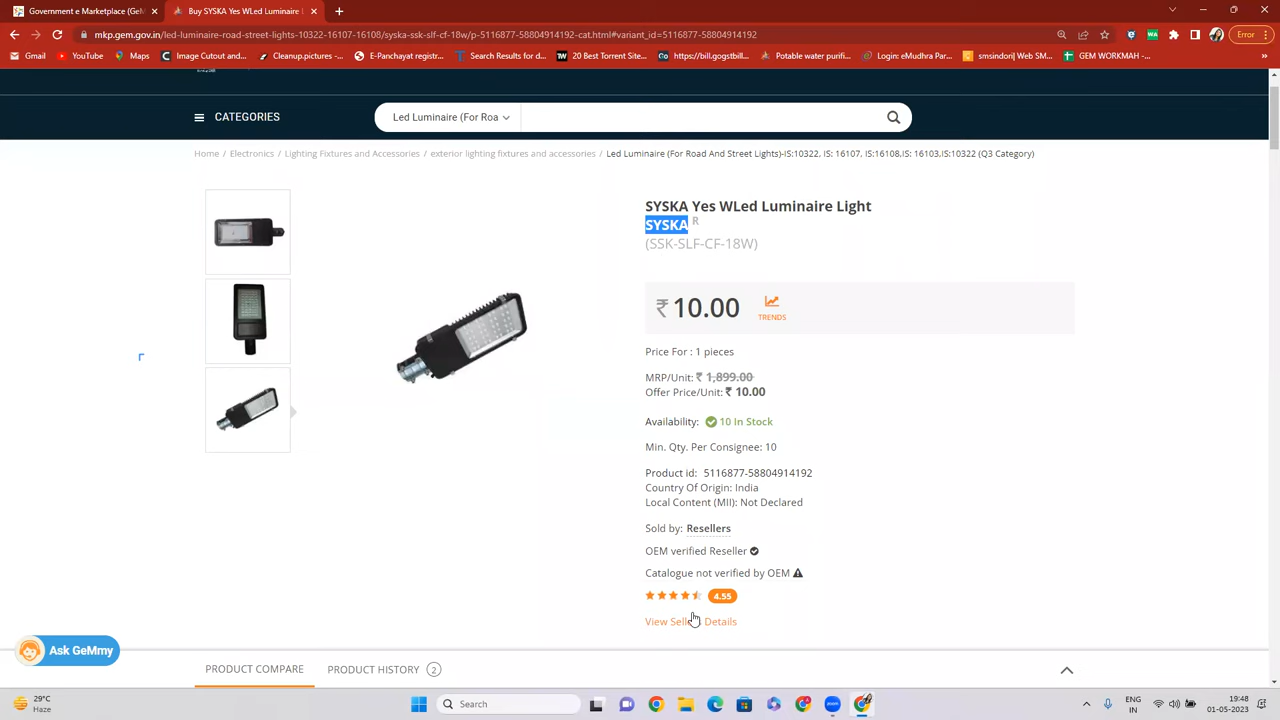 Government e Marketplace (GeM
Buy SYSKA Yes WLed Luminaire L
mkp.gem.gov.in/led-luminaire-road-street-lights-10322-16107-16108/syska-ssk-slf-cf-18w/p-5116877-58804914192-cat.html#variant_id=5116877-58804914192
Error
Gmail
YouTube
Maps
Image Cutout and...
Cleanup.pictures -...
E-Panchayat registr...
Search Results for d...
20 Best Torrent Site...
https://bill.gogstbill...
Potable water purifi...
Login: eMudhra Par...
smsindori| Web SM...
GEM WORKMAH -...
CATEGORIES
Led Luminaire (For Roa
Home / Electronics / Lighting Fixtures and Accessories / exterior lighting fixtures and accessories / Led Luminaire (For Road And Street Lights)-IS:10322, IS: 16107, IS:16108,IS: 16103,IS:10322 (Q3 Category)
SYSKA Yes WLed Luminaire Light
SYSKA R
(SSK-SLF-CF-18W)
₹ 10.00
TRENDS
Price For : 1 pieces
MRP/Unit: ₹ 1,899.00
Offer Price/Unit: ₹ 10.00
Availability: 10 In Stock
Min. Qty. Per Consignee: 10
Product id: 5116877-58804914192
Country Of Origin: India
Local Content (MII): Not Declared
Sold by: Resellers
OEM verified Reseller
Catalogue not verified by OEM
4.55
View Seller Details
Ask GeMmy
PRODUCT COMPARE
PRODUCT HISTORY 2
29°C
Haze
Search
zoom
ENG
IN
19:48
01-05-2023